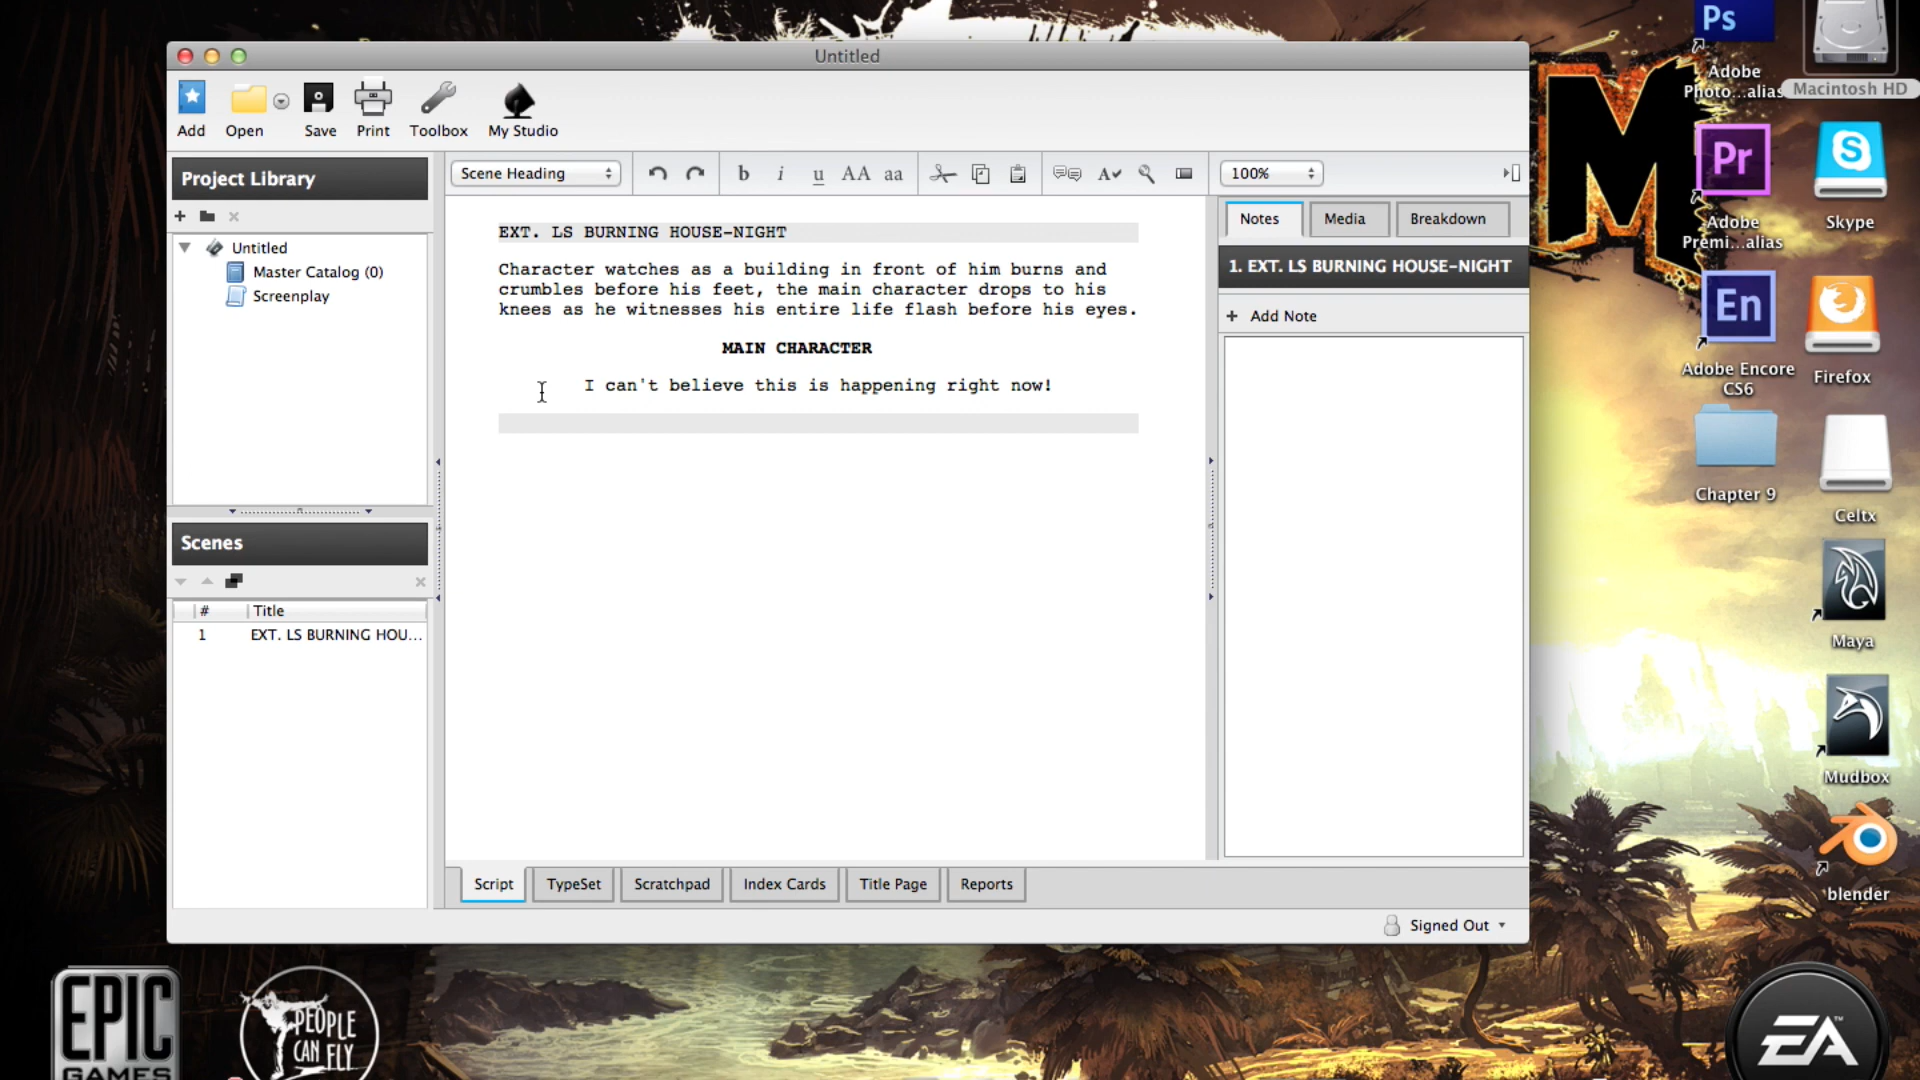 Untitled
Add
Open
Save
Print
Toolbox
My Studio
Project Library
Untitled
Master Catalog (0)
Screenplay
Scenes
# Title
1 EXT. LS BURNING HOU...
Scene Heading
b i u AA aa
A
100%
EXT. LS BURNING HOUSE-NIGHT
Character watches as a building in front of him burns and
crumbles before his feet, the main character drops to his
knees as he witnesses his entire life flash before his eyes.
MAIN CHARACTER
I can't believe this is happening right now!
Notes
Media
Breakdown
1. EXT. LS BURNING HOUSE-NIGHT
+ Add Note
Script
TypeSet
Scratchpad
Index Cards
Title Page
Reports
Signed Out
Ps
Adobe
Photo...alias
Macintosh HD
Pr
Adobe
Premi...alias
S
Skype
En
Adobe Encore
CS6
Firefox
Chapter 9
Celtx
Maya
Mudbox
blender
M
EPIC
GAMES
PEOPLE
CAN FLY
EA™